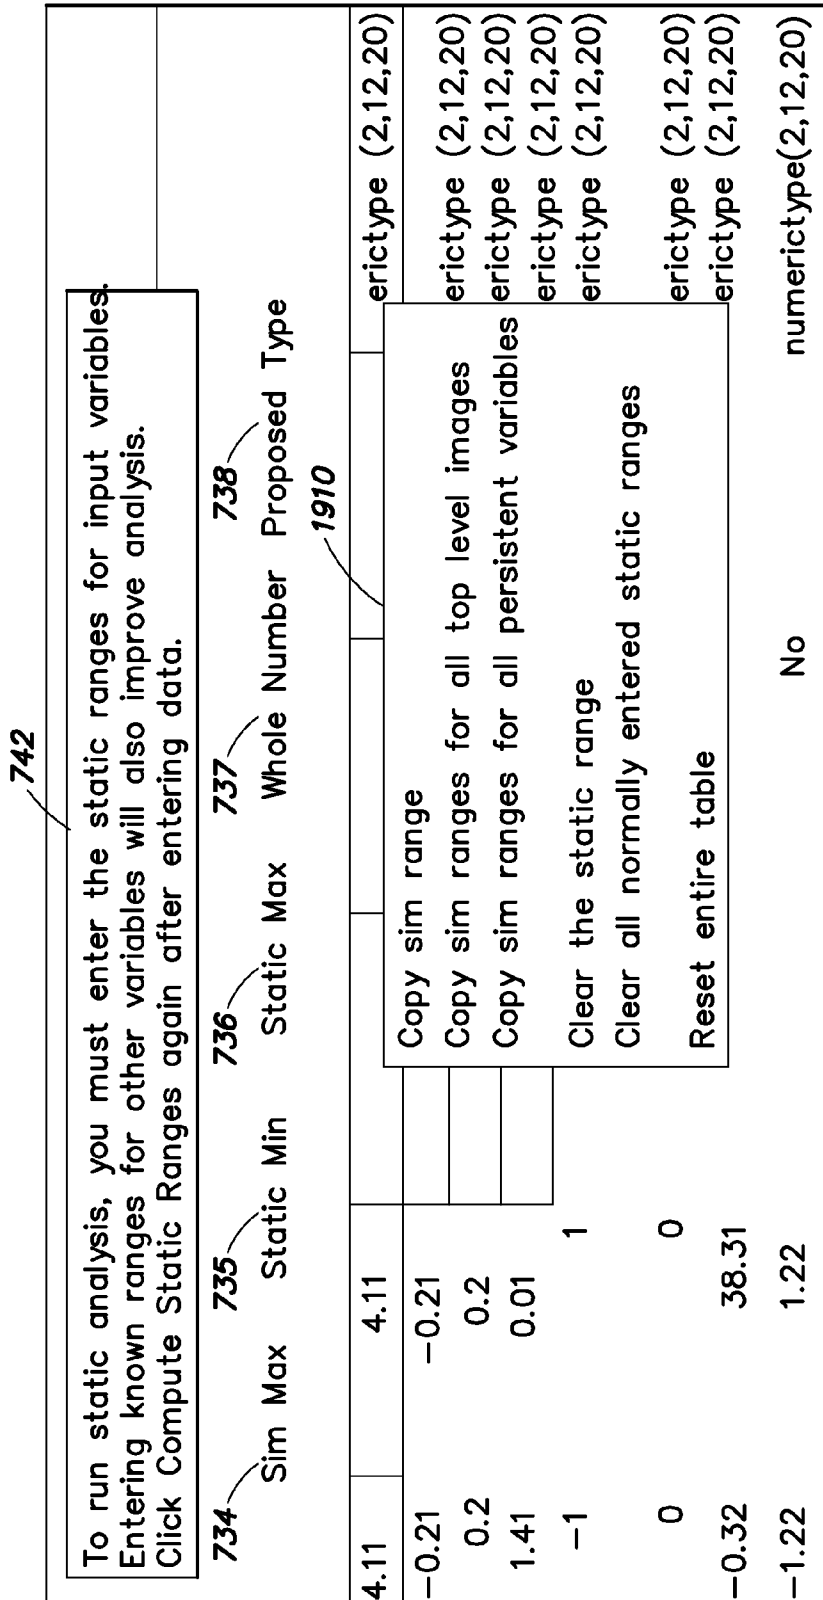 742
To run static analysis, you must enter the static ranges for input variables.
Entering known ranges for other variables will also improve analysis.
Click Compute Static Ranges again after entering data.
734 735 736 737 738
Sim Max Static Min Static Max Whole Number Proposed Type
1910
4.11 4.11 erictype (2,12,20)
Copy sim range
-0.21 -0.21 erictype (2,12,20)
Copy sim ranges for all top level images
0.2 0.2 erictype (2,12,20)
Copy sim ranges for all persistent variables
1.41 0.01 erictype (2,12,20)
Clear the static range
-1 1 erictype (2,12,20)
Clear all normally entered static ranges
0 0 erictype (2,12,20)
Reset entire table
-0.32 38.31 erictype (2,12,20)
-1.22 1.22 No numerictype(2,12,20)